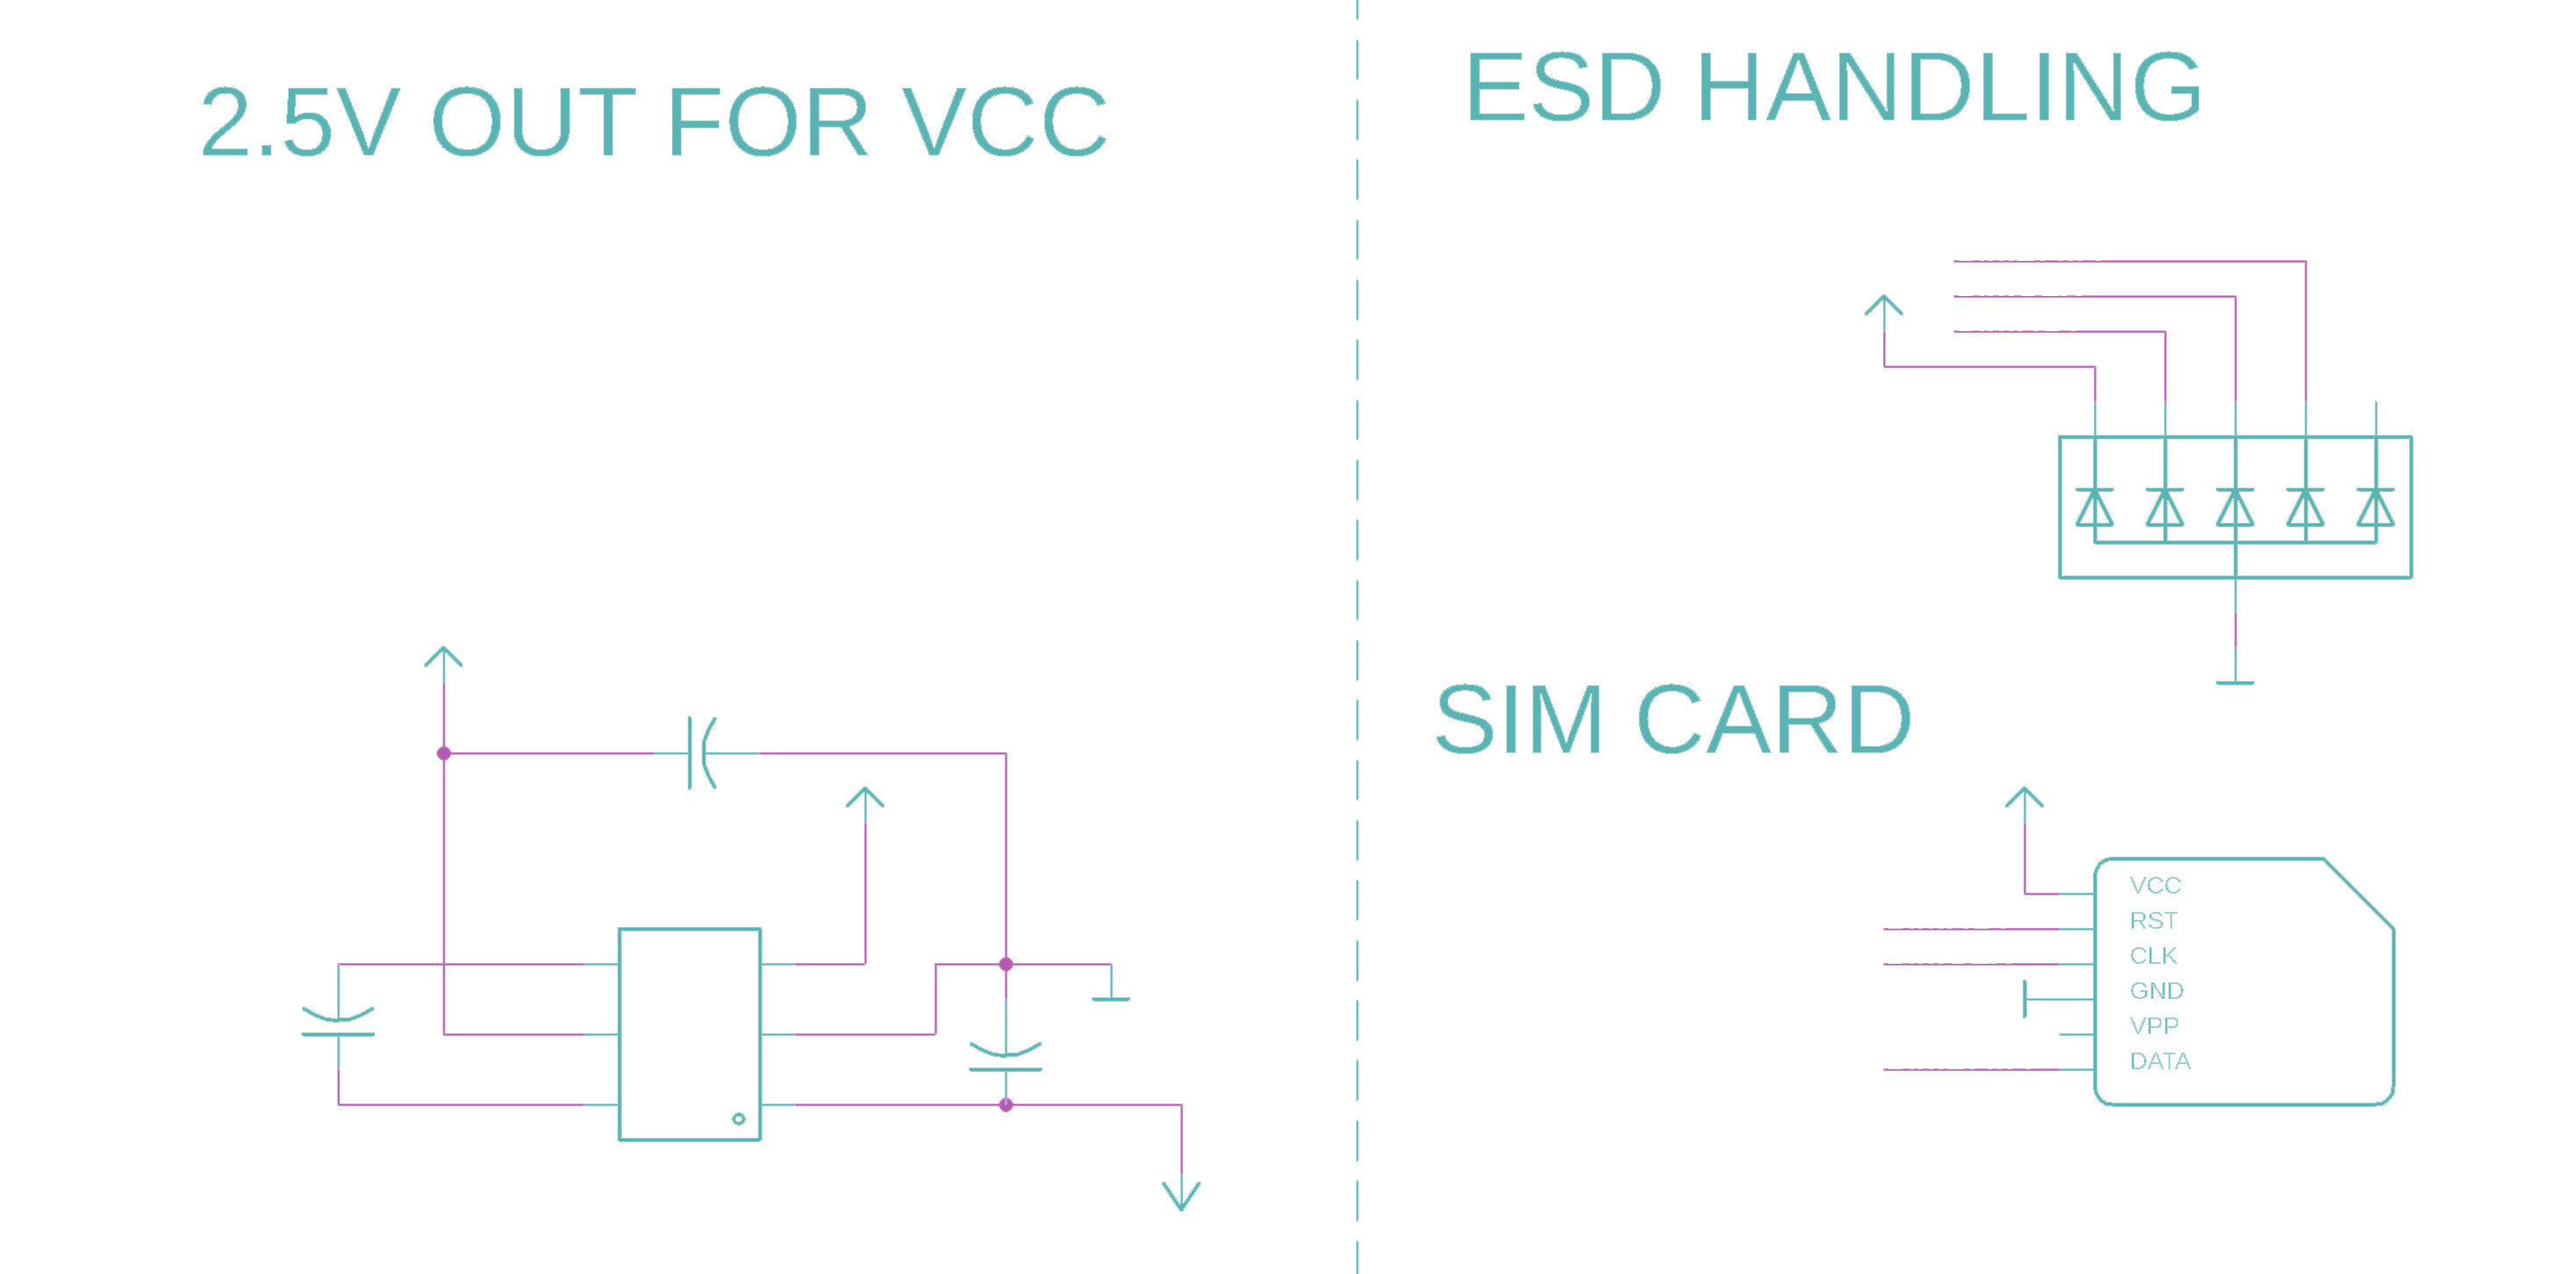 2.5V OUT FOR VCC
ESD HANDLING
SIM CARD
VCC
RST
CLK
GND
VPP
DATA